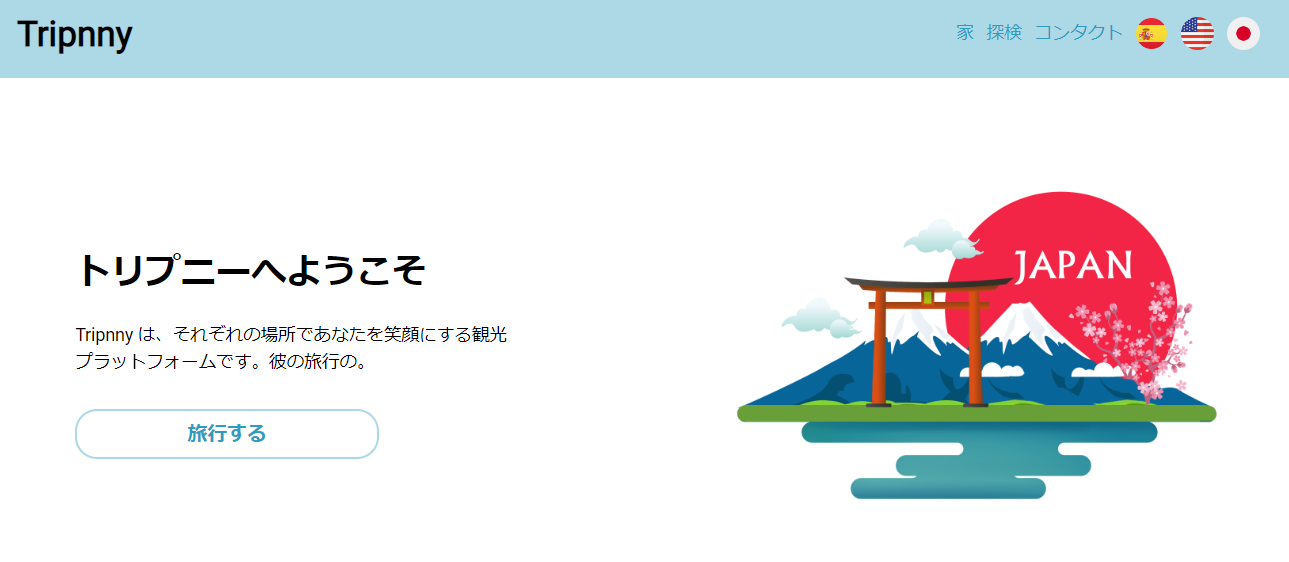 Tripnny
家 探検 コンタクト
トリプニーへようこそ
JAPAN
Tripnny は、それぞれの場所であなたを笑顔にする観光
プラットフォームです。彼の旅行の。
旅行する